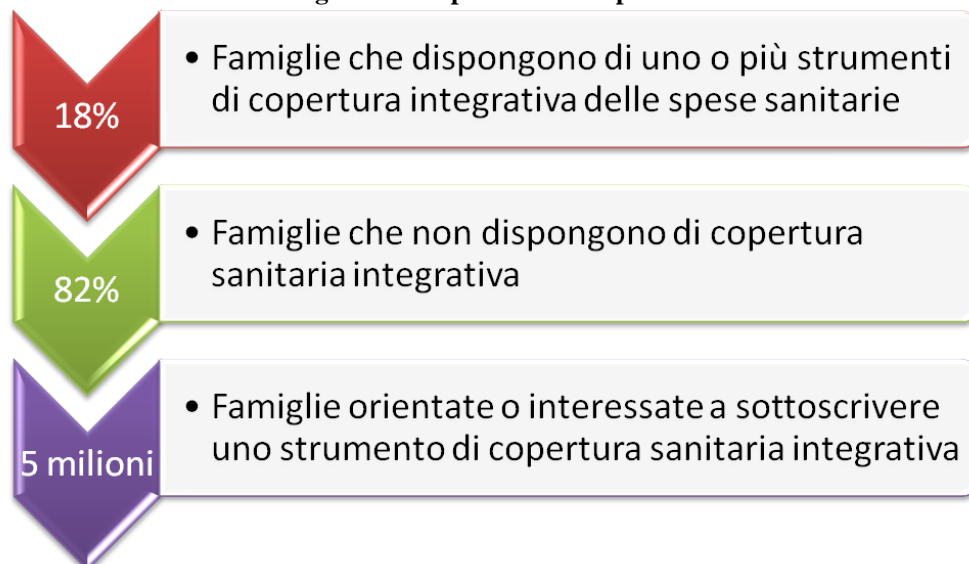 18%
• Famiglie che dispongono di uno o più strumenti
di copertura integrativa delle spese sanitarie
82%
• Famiglie che non dispongono di copertura
sanitaria integrativa
5 milioni
• Famiglie orientate o interessate a sottoscrivere
uno strumento di copertura sanitaria integrativa